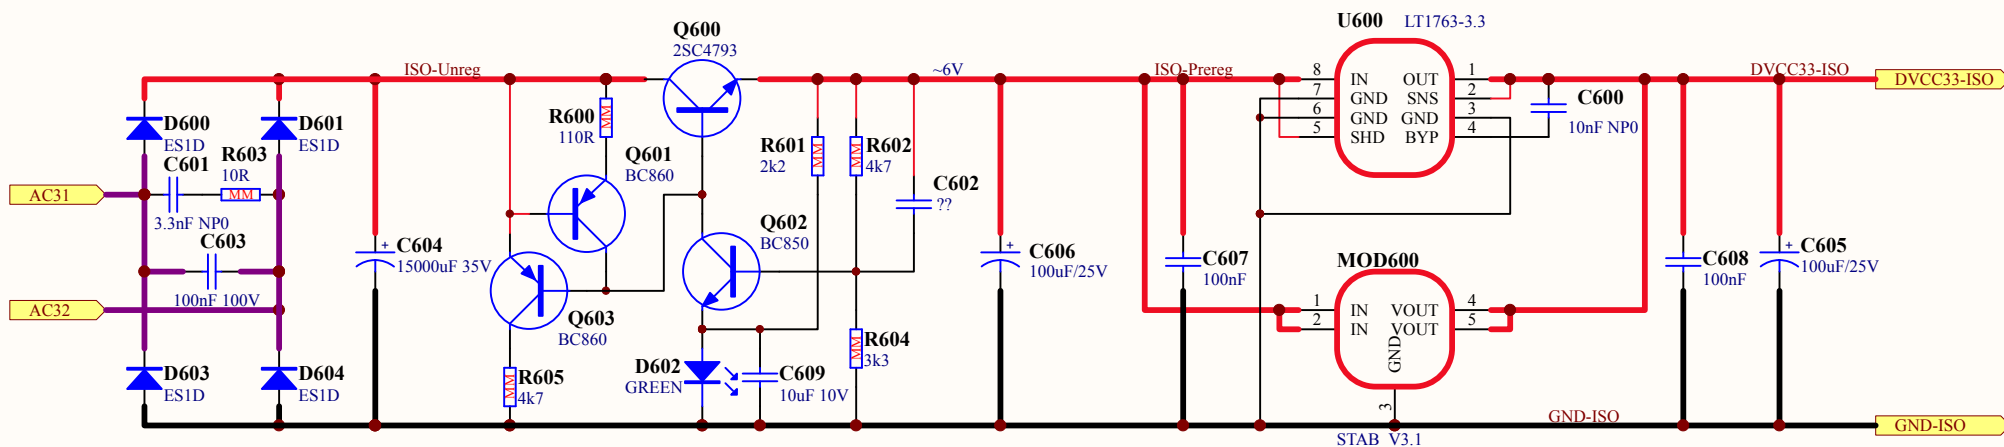 Q600
2SC4793
U600 LT1763-3.3
ISO-Unreg
~6V
ISO-Prereg
8 IN OUT 1
7 GND SNS 2
6 GND GND 3
5 SHD BYP 4
DVCC33-ISO
DVCC33-ISO
C600
10nF NP0
D600
ES1D
D601
ES1D
R600
110R
MM
C601
3.3nF NP0
R603
10R
MM
Q601
BC860
R601
2k2
MM
R602
4k7
MM
C602
??
AC31
C603
100nF 100V
+
C604
15000uF 35V
Q602
BC850
+
C606
100uF/25V
C607
100nF
MOD600
C608
100nF
+
C605
100uF/25V
AC32
Q603
BC860
1 IN VOUT 4
2 IN VOUT 5
GND
3
STAB V3.1
D603
ES1D
D604
ES1D
R605
4k7
MM
D602
GREEN
C609
10uF 10V
R604
3k3
MM
GND-ISO
GND-ISO